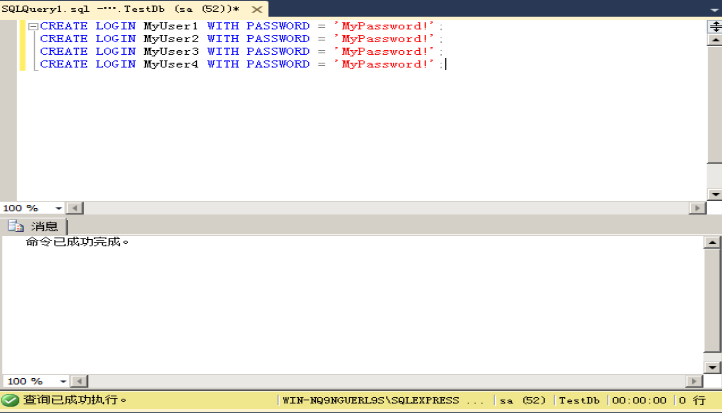 SQLQuery1.sql -....TestDb (sa (52))*
CREATE LOGIN MyUser1 WITH PASSWORD = 'MyPassword!';
CREATE LOGIN MyUser2 WITH PASSWORD = 'MyPassword!';
CREATE LOGIN MyUser3 WITH PASSWORD = 'MyPassword!';
CREATE LOGIN MyUser4 WITH PASSWORD = 'MyPassword!';
100 %
消息
命令已成功完成。
100 %
查询已成功执行。 WIN-NQ9NGUERL9S\SQLEXPRESS ... sa (52) TestDb 00:00:00 0 行